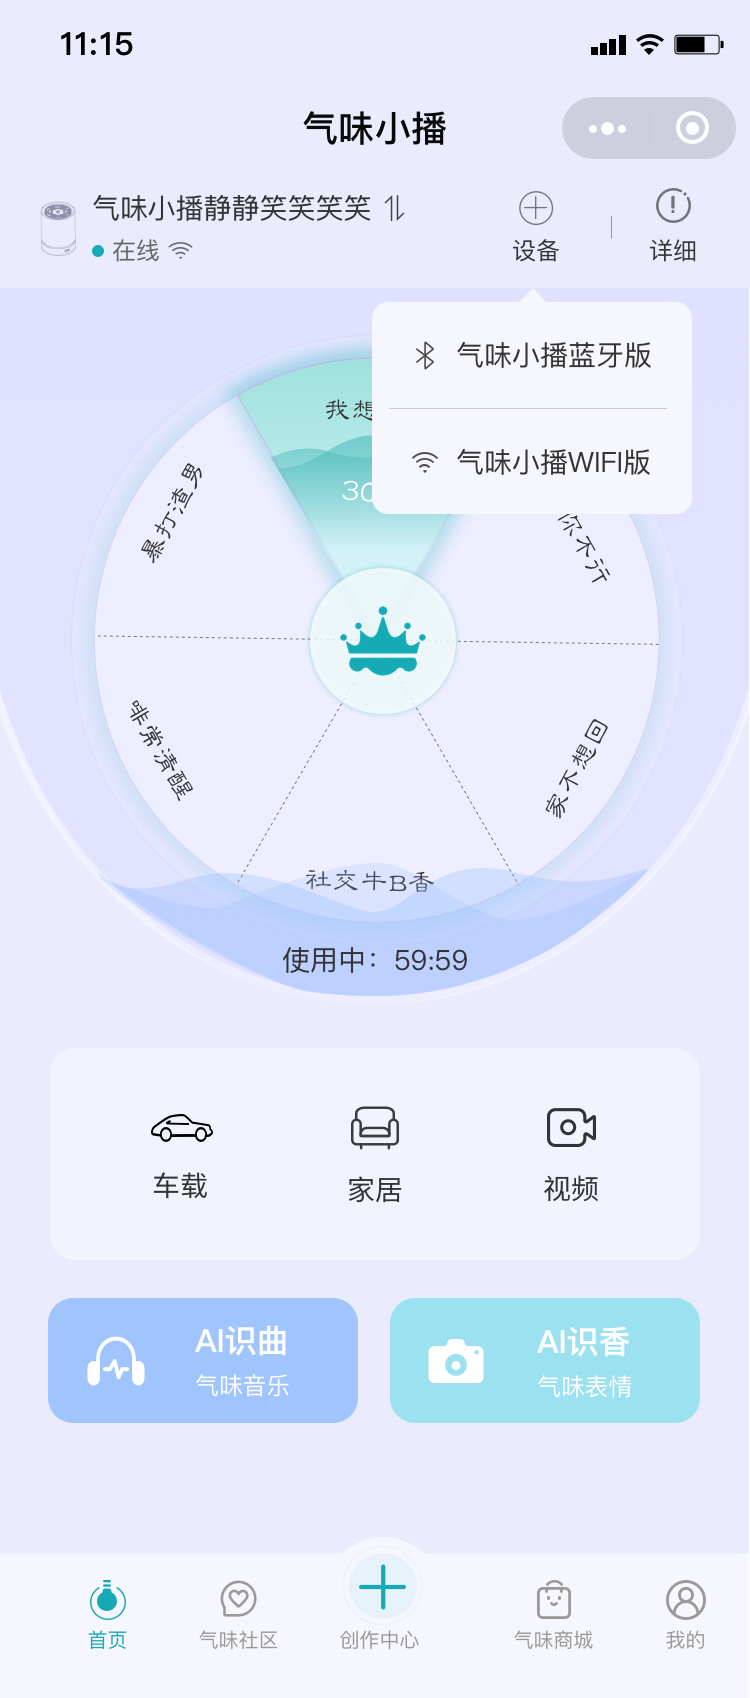 11:15
气味小播
气味小播静静笑笑笑笑
在线
设备
详细
气味小播蓝牙版
气味小播WIFI版
我想
30
暴打渣男
你不行
非常清醒
家不想回
社交牛B香
使用中：59:59
车载
家居
视频
AI识曲
气味音乐
AI识香
气味表情
首页
气味社区
创作中心
气味商城
我的